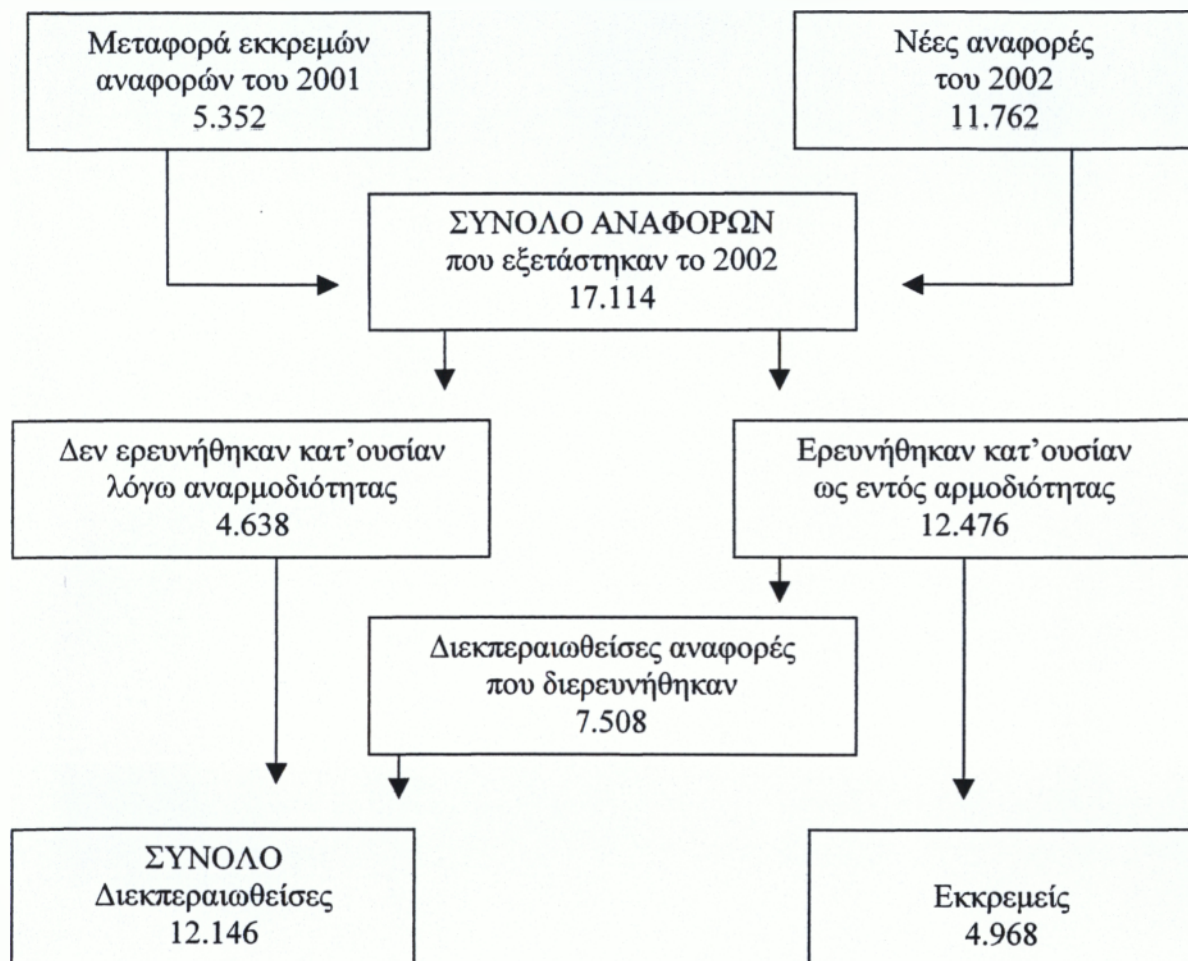 Μεταφορά εκκρεμών
αναφορών του 2001
5.352
Νέες αναφορές
του 2002
11.762
ΣΥΝΟΛΟ ΑΝΑΦΟΡΩΝ
που εξετάστηκαν το 2002
17.114
Δεν ερευνήθηκαν κατ’ουσίαν
λόγω αναρμοδιότητας
4.638
Ερευνήθηκαν κατ’ουσίαν
ως εντός αρμοδιότητας
12.476
Διεκπεραιωθείσες αναφορές
που διερευνήθηκαν
7.508
ΣΥΝΟΛΟ
Διεκπεραιωθείσες
12.146
Εκκρεμείς
4.968